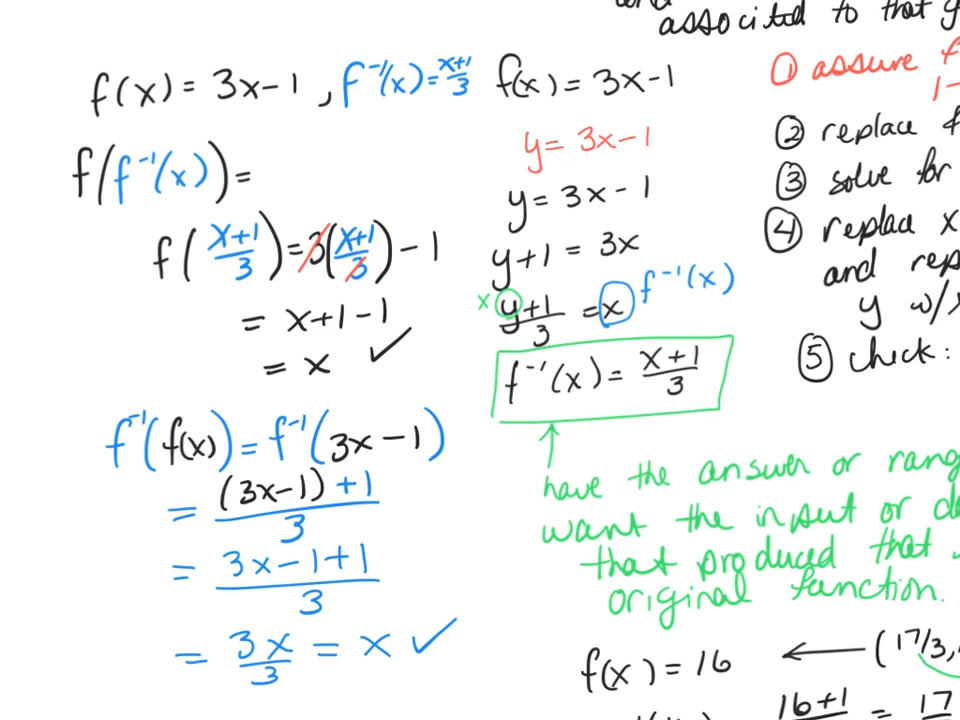 associted to that
f(x) = 3x-1 , f⁻¹(x) = x+1/3
f(f⁻¹(x)) =
f(x+1/3) = 3(x+1/3) - 1
= x+1-1
= x ✓
f⁻¹(f(x)) = f⁻¹(3x-1)
= (3x-1)+1/3
= 3x-1+1/3
= 3x/3 = x ✓
f(x) = 3x-1
y = 3x-1
y = 3x-1
y+1 = 3x
x y+1/3 = x f⁻¹(x)
f⁻¹(x) = x+1/3
① assure f
1-
② replace f
③ solve for
④ replace x
and rep
y w/
⑤ check:
have the answer or rang
want the input or do
that produced that
original function.
f(x) = 16 ← (17/3,
16+1 = 17